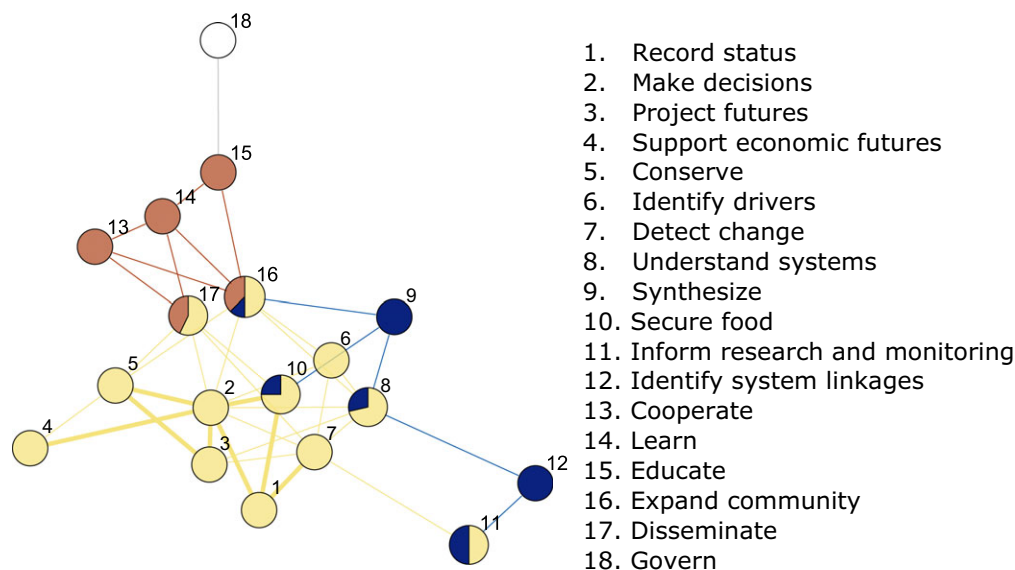 18
15
14
13
16
17
9
6
5
10
8
2
4
3
7
12
1
11
1. Record status
2. Make decisions
3. Project futures
4. Support economic futures
5. Conserve
6. Identify drivers
7. Detect change
8. Understand systems
9. Synthesize
10. Secure food
11. Inform research and monitoring
12. Identify system linkages
13. Cooperate
14. Learn
15. Educate
16. Expand community
17. Disseminate
18. Govern